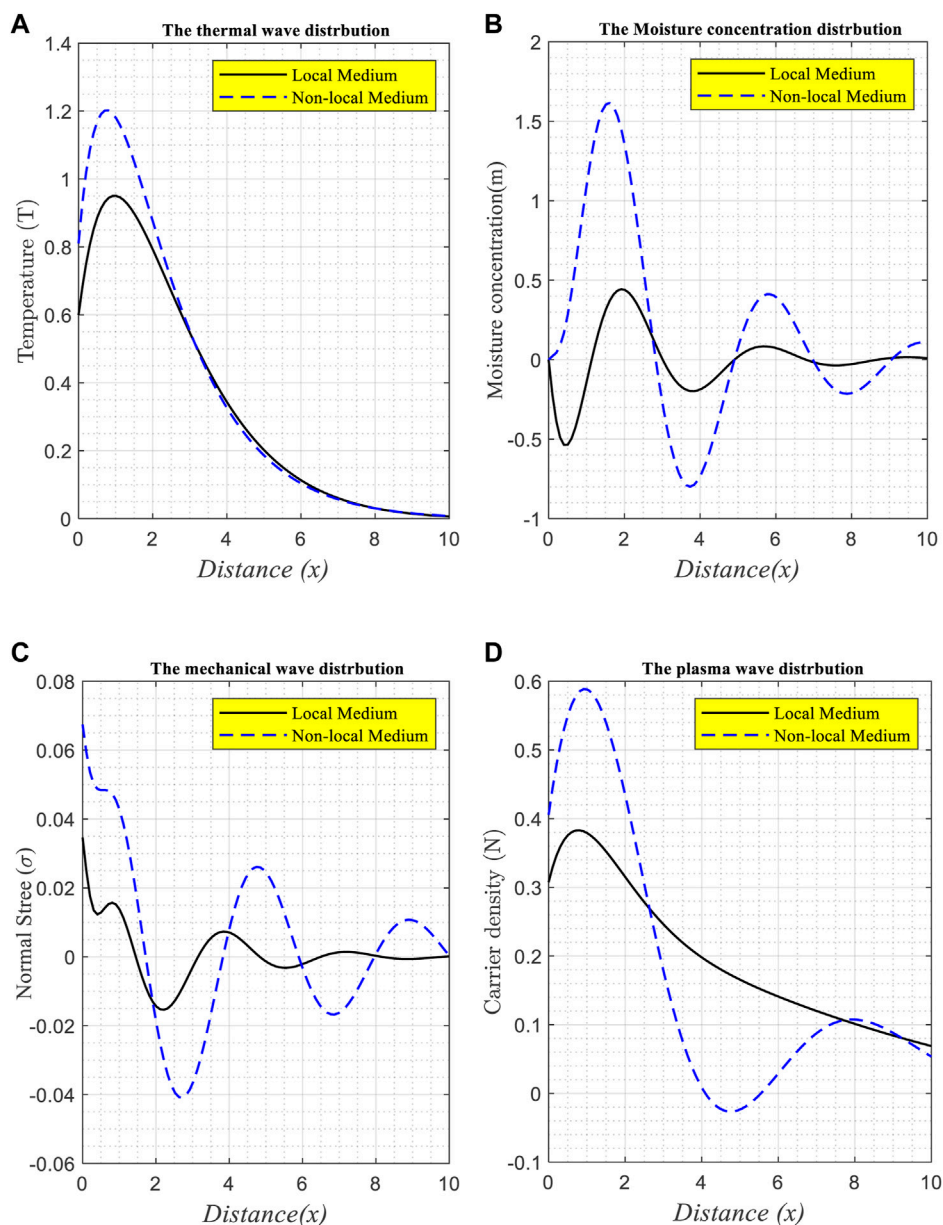 A
The thermal wave distrbution
Temperature (T)
1.4
1.2
1
0.8
0.6
0.4
0.2
0
Local Medium
Non-local Medium
0 2 4 6 8 10
Distance (x)
B
The Moisture concentration distrbution
Moisture concentration(m)
2
1.5
1
0.5
0
-0.5
-1
Local Medium
Non-local Medium
0 2 4 6 8 10
Distance(x)
C
The mechanical wave distrbution
Normal Stree (σ)
0.08
0.06
0.04
0.02
0
-0.02
-0.04
-0.06
Local Medium
Non-local Medium
0 2 4 6 8 10
Distance(x)
D
The plasma wave distrbution
Carrier density (N)
0.6
0.5
0.4
0.3
0.2
0.1
0
-0.1
Local Medium
Non-local Medium
0 2 4 6 8 10
Distance (x)